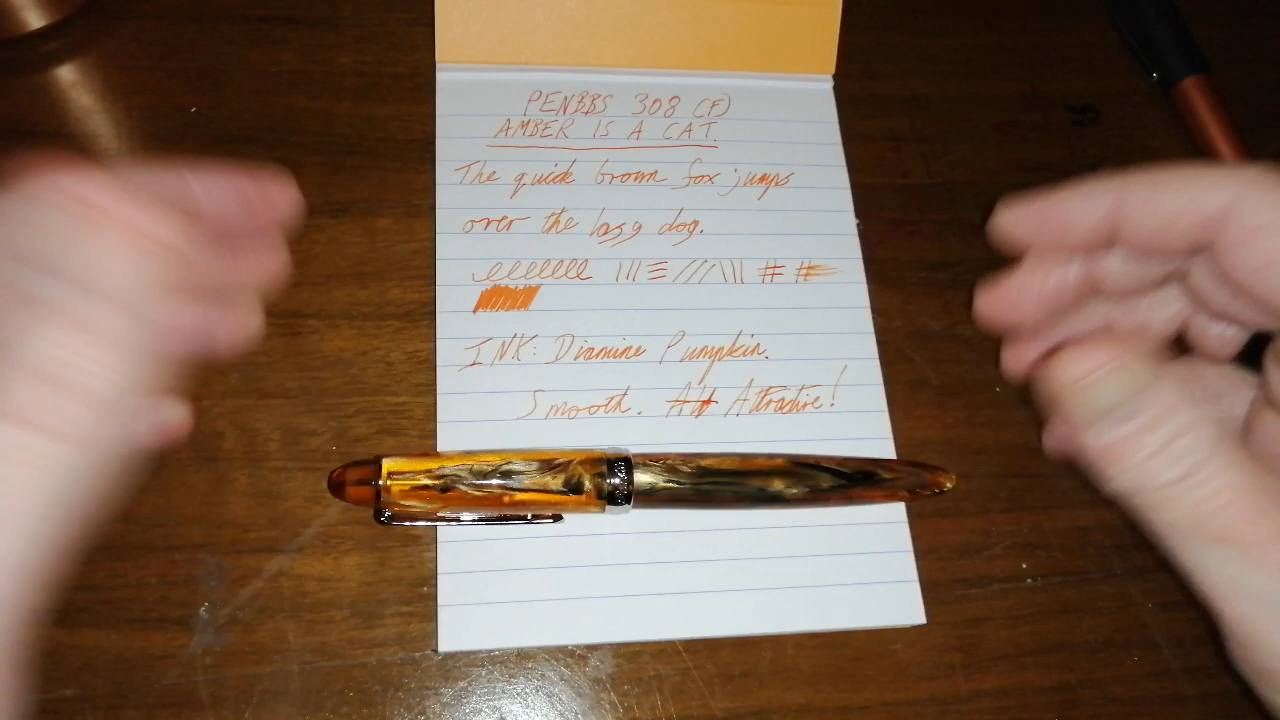 PENBBS 308 (F)
AMBER IS A CAT.
The quick brown fox jumps
over the lazy dog.
INK: Diamine Pumpkin.
Smooth. Attractive!